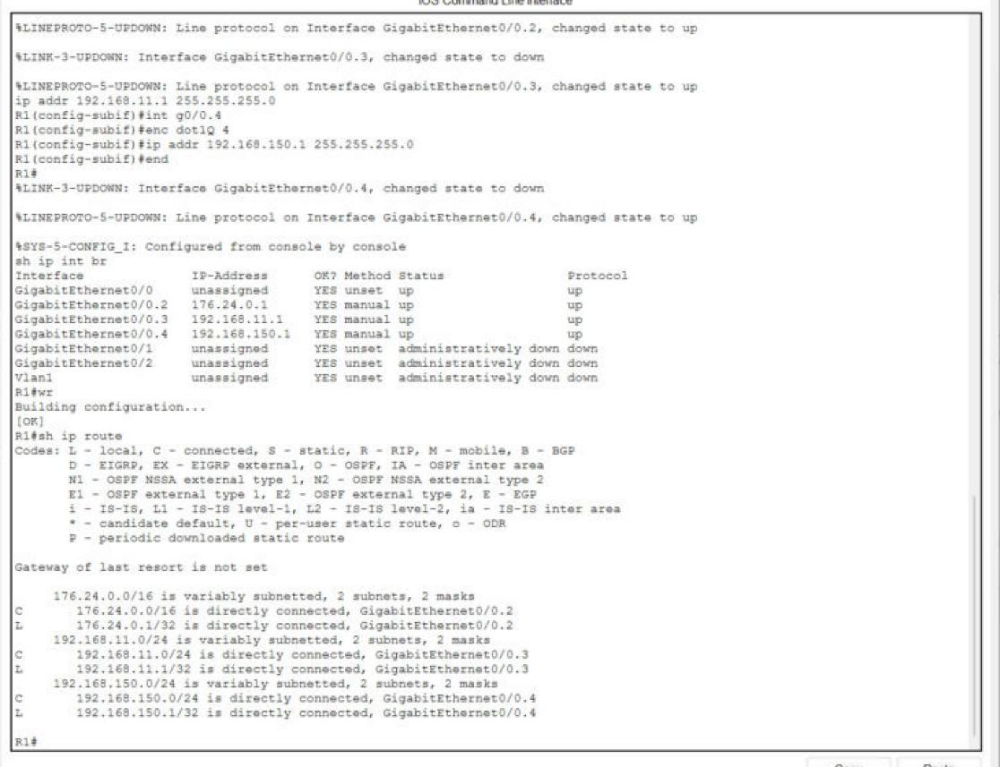 IOS Command Line Interface
%LINEPROTO-5-UPDOWN: Line protocol on Interface GigabitEthernet0/0.2, changed state to up
%LINK-3-UPDOWN: Interface GigabitEthernet0/0.3, changed state to down
%LINEPROTO-5-UPDOWN: Line protocol on Interface GigabitEthernet0/0.3, changed state to up
ip addr 192.168.11.1 255.255.255.0
R1(config-subif)#int g0/0.4
R1(config-subif)#enc dot1Q 4
R1(config-subif)#ip addr 192.168.150.1 255.255.255.0
R1(config-subif)#end
R1#
%LINK-3-UPDOWN: Interface GigabitEthernet0/0.4, changed state to down
%LINEPROTO-5-UPDOWN: Line protocol on Interface GigabitEthernet0/0.4, changed state to up
%SYS-5-CONFIG_I: Configured from console by console
sh ip int br
Interface IP-Address OK? Method Status Protocol
GigabitEthernet0/0 unassigned YES unset up up
GigabitEthernet0/0.2 176.24.0.1 YES manual up up
GigabitEthernet0/0.3 192.168.11.1 YES manual up up
GigabitEthernet0/0.4 192.168.150.1 YES manual up up
GigabitEthernet0/1 unassigned YES unset administratively down down
GigabitEthernet0/2 unassigned YES unset administratively down down
Vlan1 unassigned YES unset administratively down down
R1#wr
Building configuration...
[OK]
R1#sh ip route
Codes: L - local, C - connected, S - static, R - RIP, M - mobile, B - BGP
D - EIGRP, EX - EIGRP external, O - OSPF, IA - OSPF inter area
N1 - OSPF NSSA external type 1, N2 - OSPF NSSA external type 2
E1 - OSPF external type 1, E2 - OSPF external type 2, E - EGP
i - IS-IS, L1 - IS-IS level-1, L2 - IS-IS level-2, ia - IS-IS inter area
* - candidate default, U - per-user static route, o - ODR
P - periodic downloaded static route
Gateway of last resort is not set
176.24.0.0/16 is variably subnetted, 2 subnets, 2 masks
C 176.24.0.0/16 is directly connected, GigabitEthernet0/0.2
L 176.24.0.1/32 is directly connected, GigabitEthernet0/0.2
192.168.11.0/24 is variably subnetted, 2 subnets, 2 masks
C 192.168.11.0/24 is directly connected, GigabitEthernet0/0.3
L 192.168.11.1/32 is directly connected, GigabitEthernet0/0.3
192.168.150.0/24 is variably subnetted, 2 subnets, 2 masks
C 192.168.150.0/24 is directly connected, GigabitEthernet0/0.4
L 192.168.150.1/32 is directly connected, GigabitEthernet0/0.4
R1#